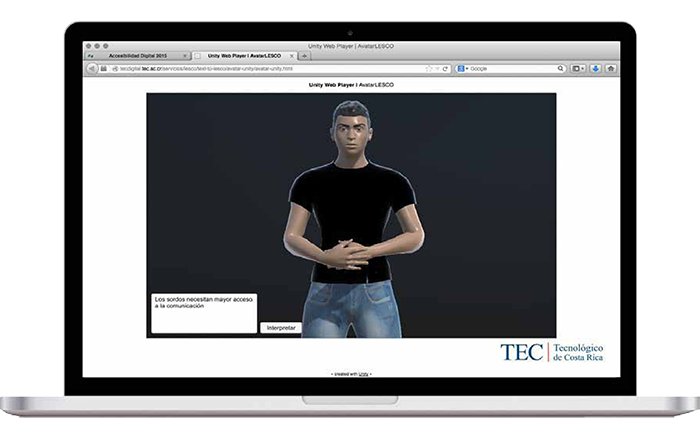 Unity Web Player | AvatarLESCO
Accesibilidad Digital 2015
Unity Web Player | AvatarLESCO
tecdigital.tec.ac.cr/servicios/lesco/text-to-lesco/avatar-unity/avatar-unity.html
Google
Unity Web Player | AvatarLESCO
Los sordos necesitan mayor acceso
a la comunicación
Interpretar
TEC | Tecnológico
de Costa Rica
« created with Unity »